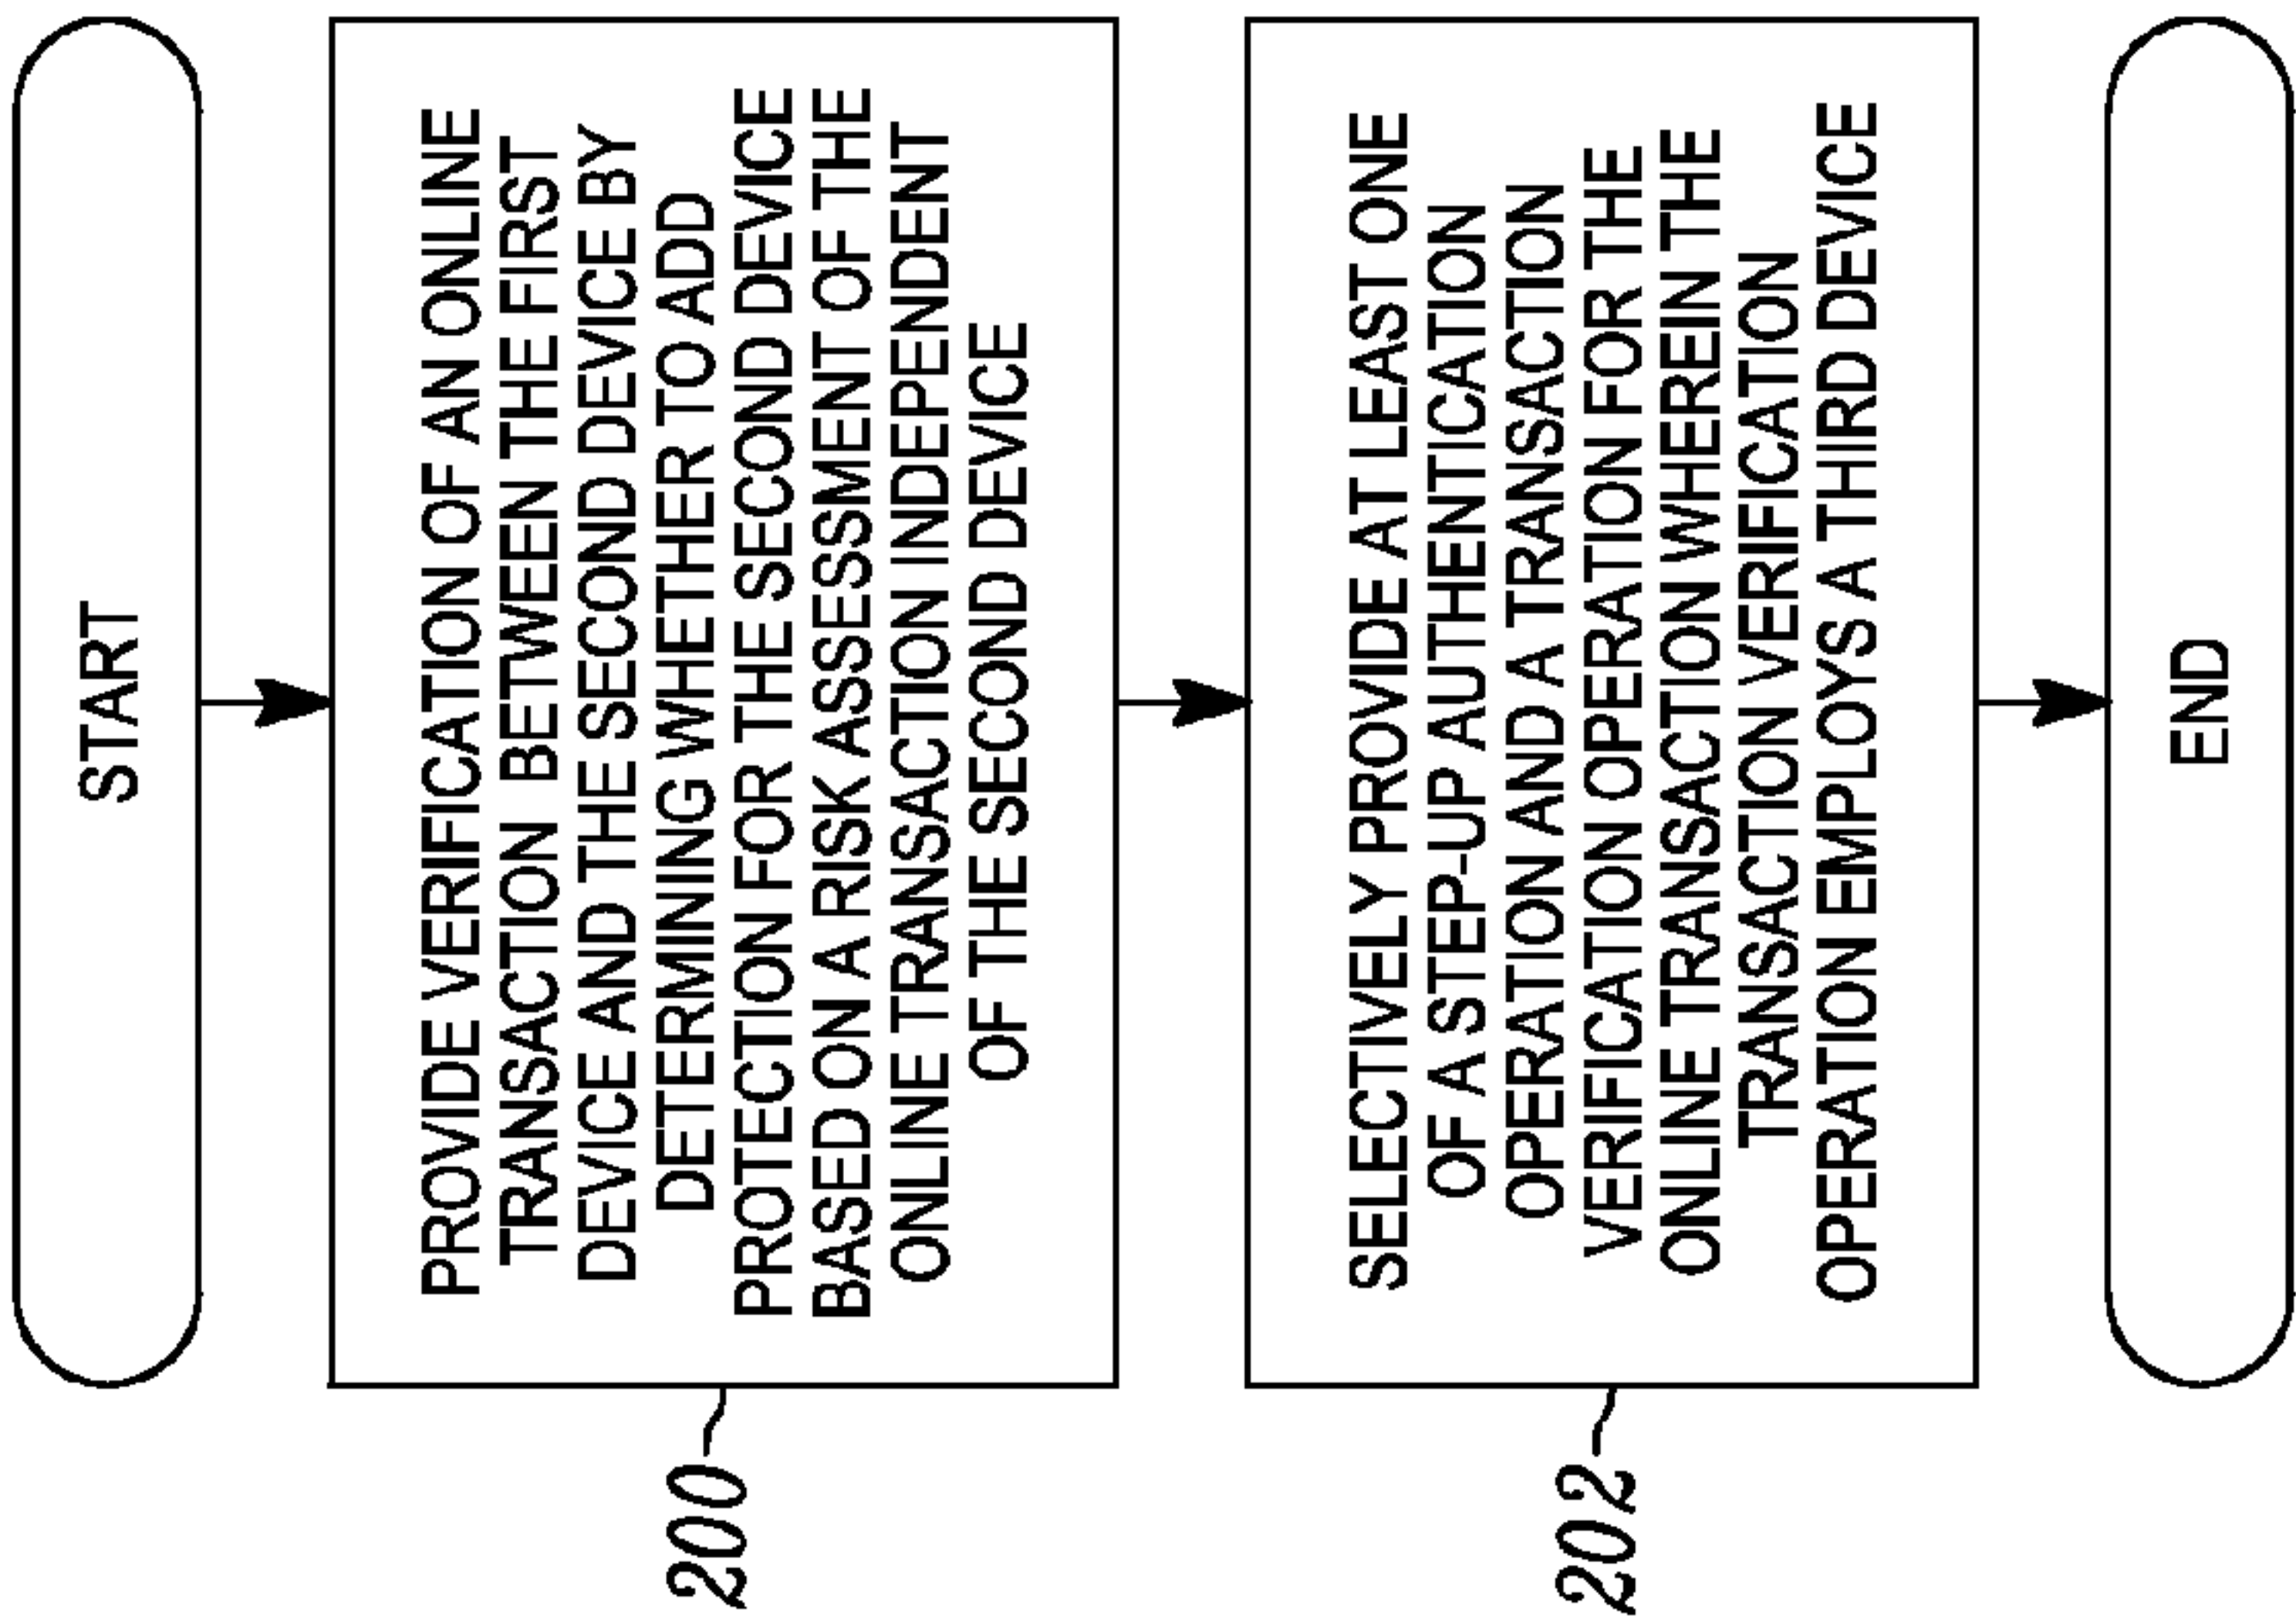 START
PROVIDE VERIFICATION OF AN ONLINE
TRANSACTION BETWEEN THE FIRST
DEVICE AND THE SECOND DEVICE BY
DETERMINING WHETHER TO ADD
PROTECTION FOR THE SECOND DEVICE
BASED ON A RISK ASSESSMENT OF THE
ONLINE TRANSACTION INDEPENDENT
OF THE SECOND DEVICE
200
SELECTIVELY PROVIDE AT LEAST ONE
OF A STEP-UP AUTHENTICATION
OPERATION AND A TRANSACTION
VERIFICATION OPERATION FOR THE
ONLINE TRANSACTION WHEREIN THE
TRANSACTION VERIFICATION
OPERATION EMPLOYS A THIRD DEVICE
202
END